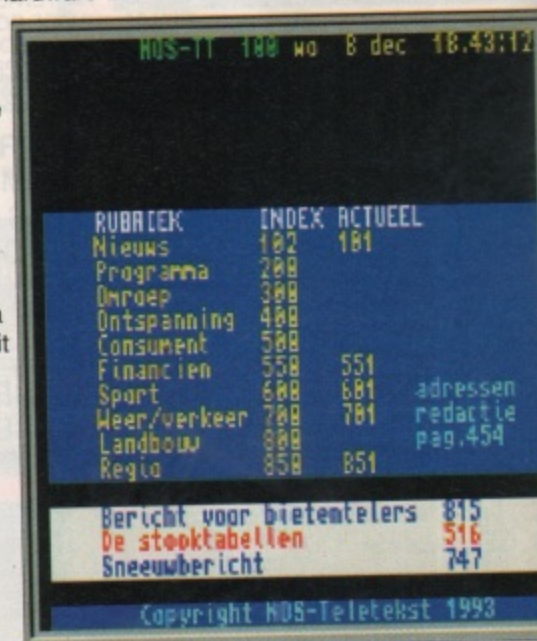 NOS-TT 100 wo 8 dec 18.43:12
RUBRIEK INDEX ACTUEEL
Nieuws 102 101
Programma 200
Omroep 300
Ontspanning 400
Consument 500
Financien 550 551
Sport 600 601 adressen
Weer/verkeer 700 701 redactie
Landbouw 800 pag.454
Regio 850 851
Bericht voor bietentelers 815
De stooktabellen 516
Sneeuwbericht 747
Copyright NOS-Teletekst 1993
it